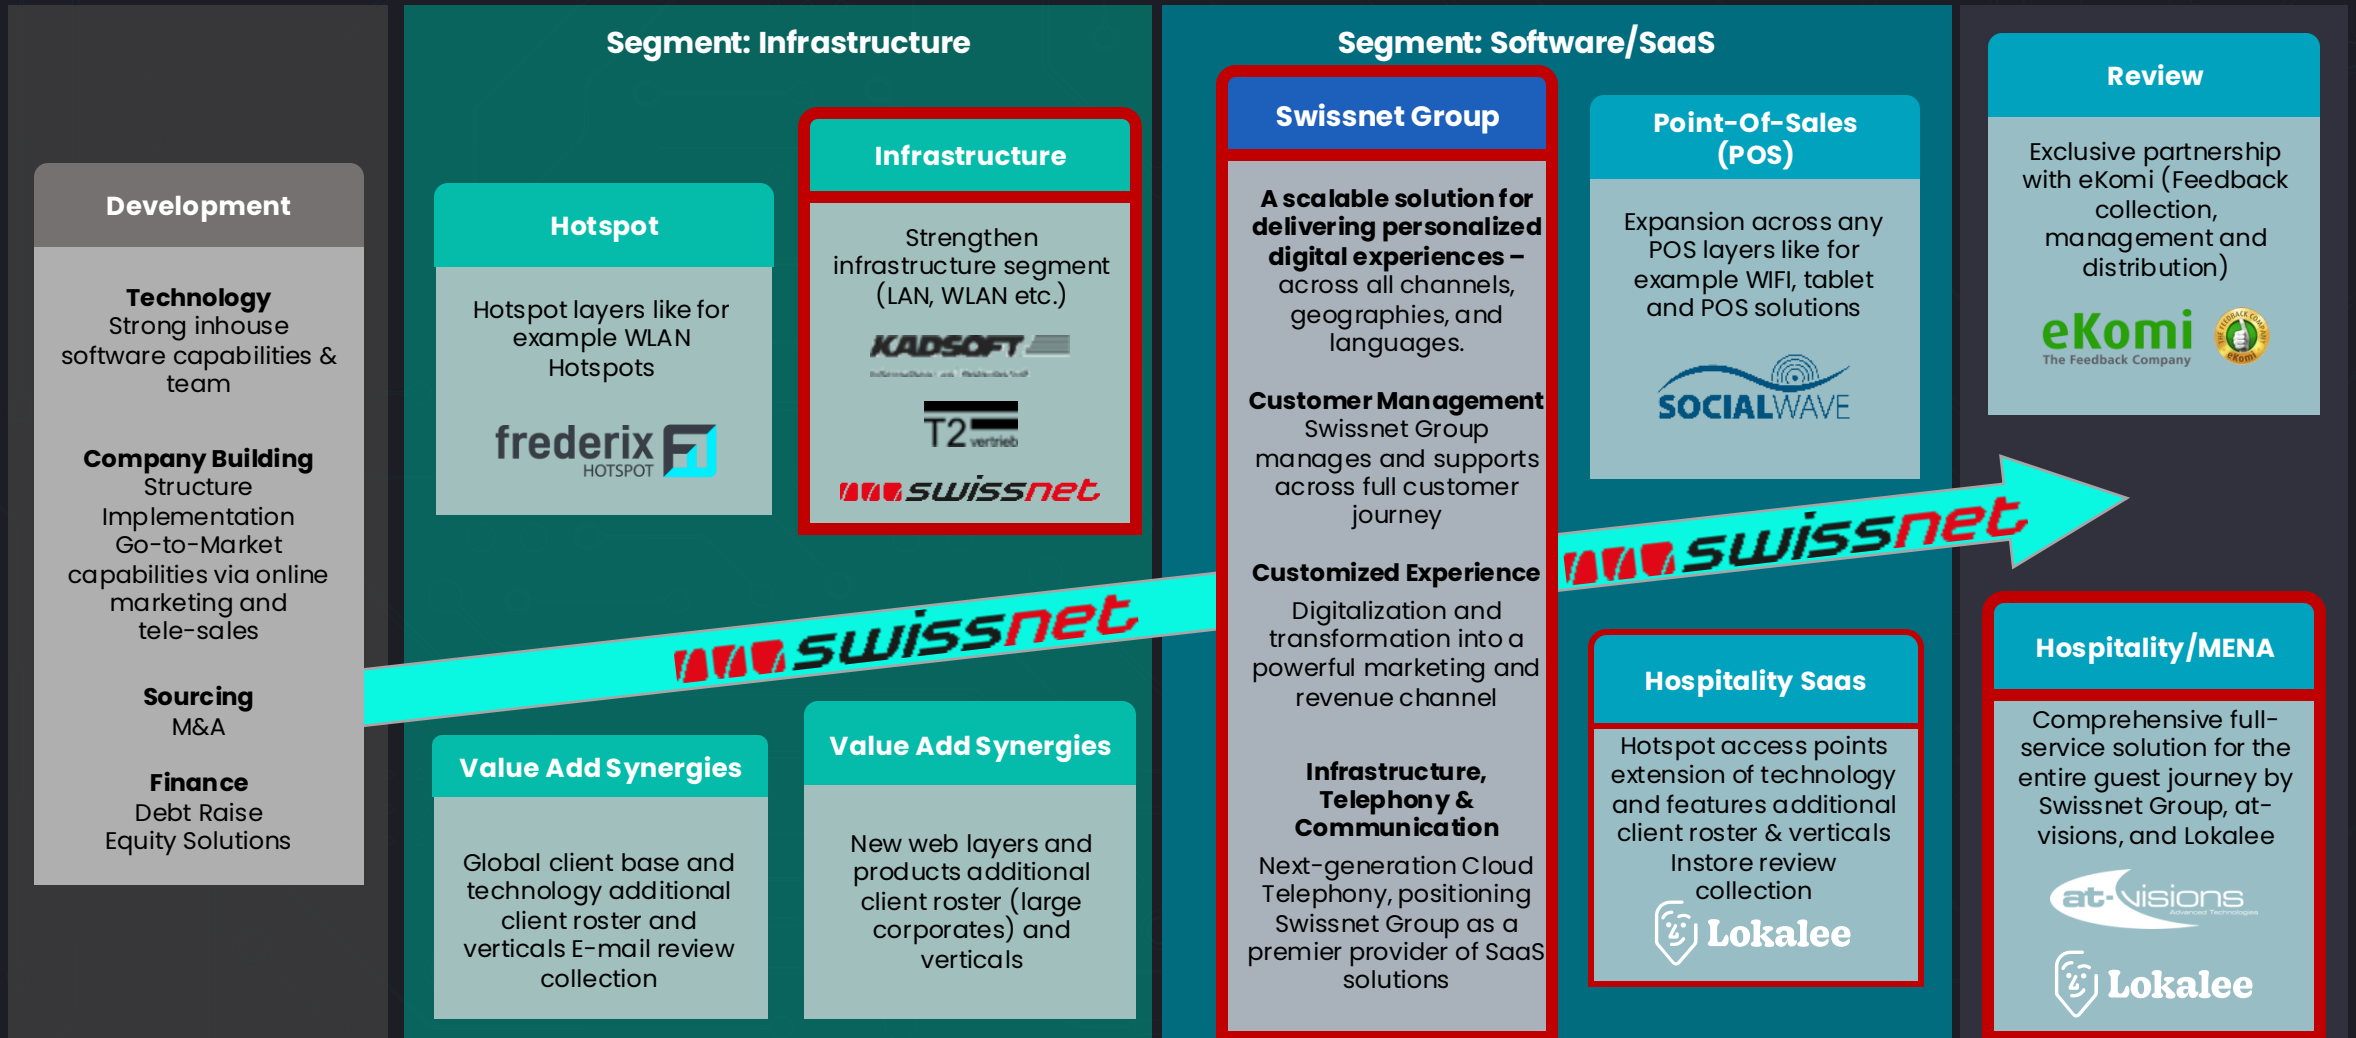 Development
Technology
Strong inhouse
software capabilities &
team
Company Building
Structure
Implementation
Go-to-Market
capabilities via online
marketing and
tele-sales
Sourcing
M&A
Finance
Debt Raise
Equity Solutions
Segment: Infrastructure
Hotspot
Hotspot layers like for
example WLAN
Hotspots
frederix
HOTSPOT
Infrastructure
Strengthen
infrastructure segment
(LAN, WLAN etc.)
KADSOFT
T2
vertrieb
swissnet
swissnet
Value Add Synergies
Global client base and
technology additional
client roster and
verticals E-mail review
collection
Value Add Synergies
New web layers and
products additional
client roster (large
corporates) and
verticals
Segment: Software/SaaS
Swissnet Group
A scalable solution for
delivering personalized
digital experiences –
across all channels,
geographies, and
languages.
Customer Management
Swissnet Group
manages and supports
across full customer
journey
Customized Experience
Digitalization and
transformation into a
powerful marketing and
revenue channel
Infrastructure,
Telephony &
Communication
Next-generation Cloud
Telephony, positioning
Swissnet Group as a
premier provider of SaaS
solutions
Point-Of-Sales
(POS)
Expansion across any
POS layers like for
example WIFI, tablet
and POS solutions
SOCIALWAVE
swissnet
Hospitality Saas
Hotspot access points
extension of technology
and features additional
client roster & verticals
Instore review
collection
Lokalee
Review
Exclusive partnership
with eKomi (Feedback
collection,
management and
distribution)
eKomi
The Feedback Company
THE FEEDBACK COMPANY
eKomi
Hospitality/MENA
Comprehensive full-
service solution for the
entire guest journey by
Swissnet Group, at-
visions, and Lokalee
at-visions
Advanced Technologies
Lokalee